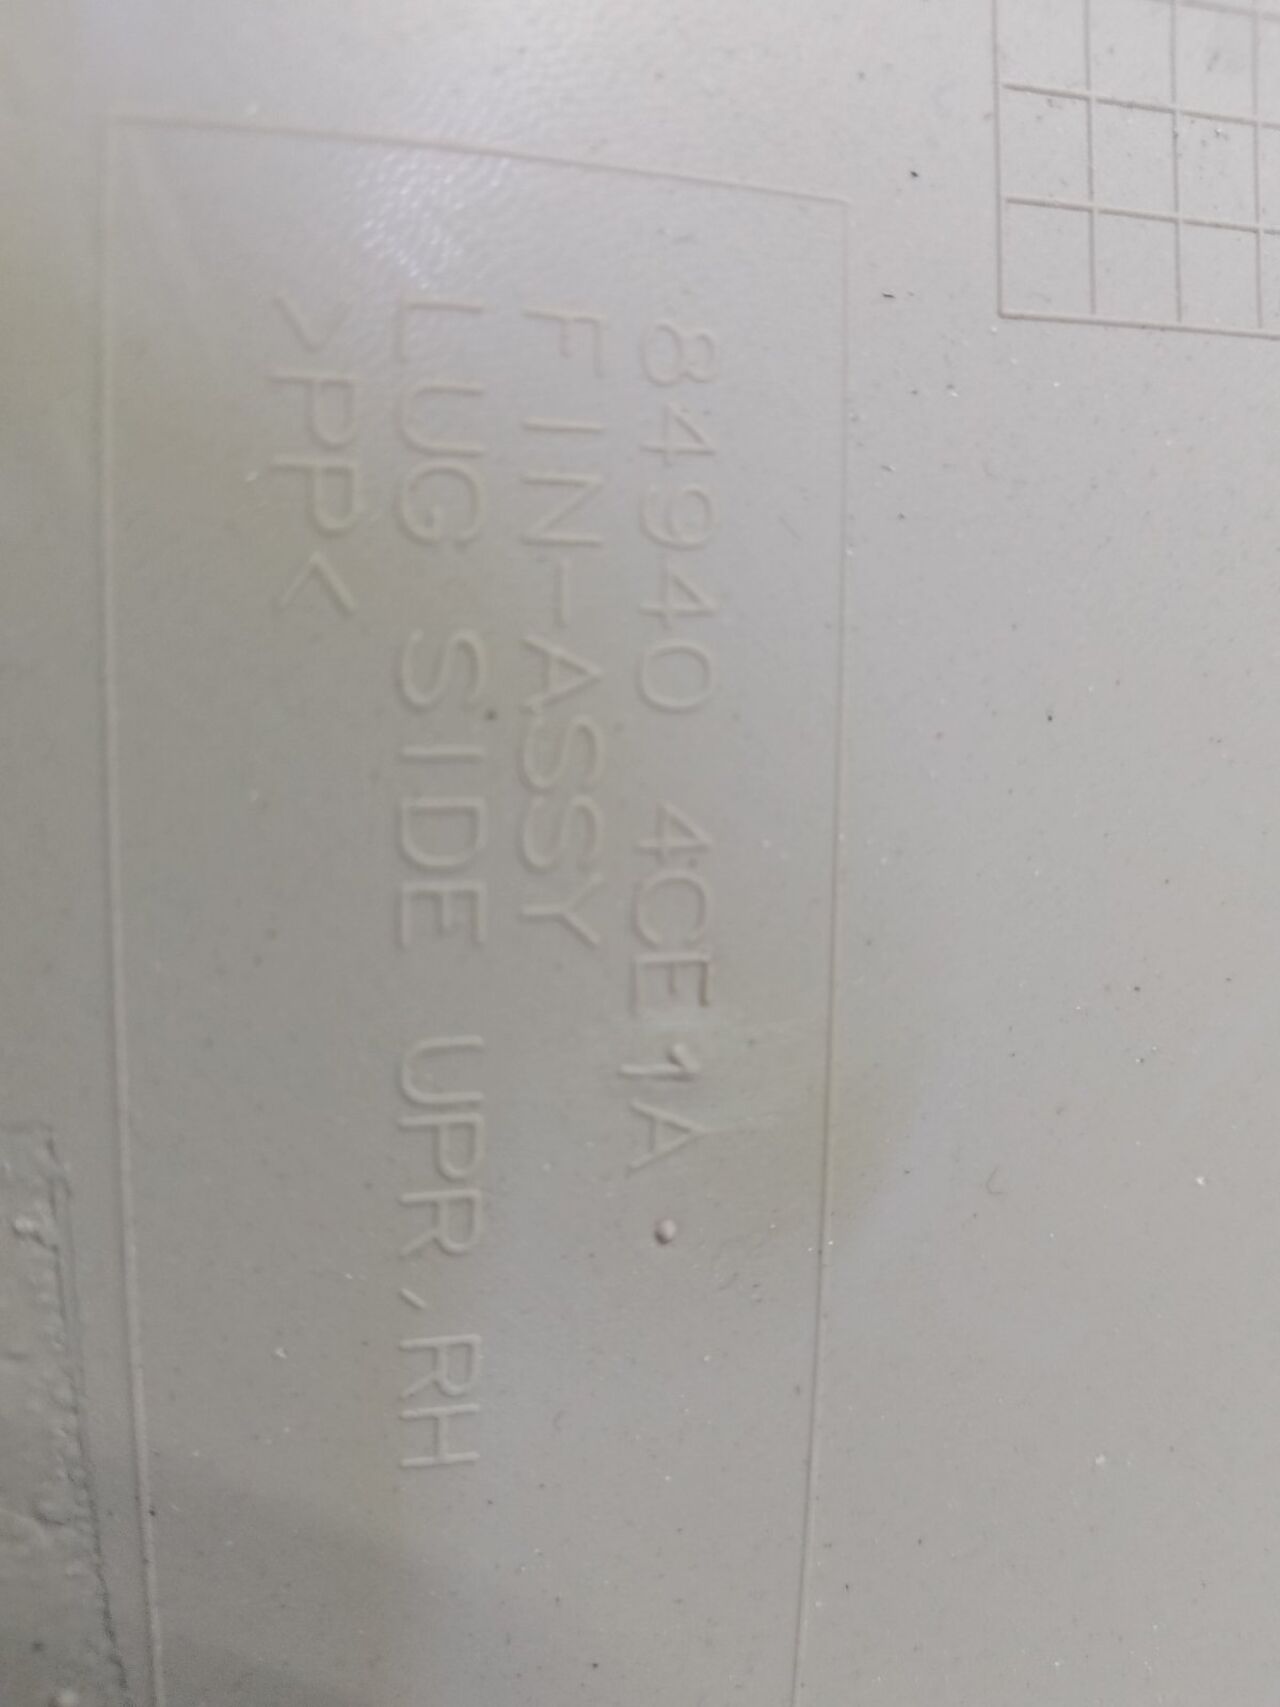 84940 4CE1A
FIN-ASSY
LUG SIDE UPR,RH
>PP<